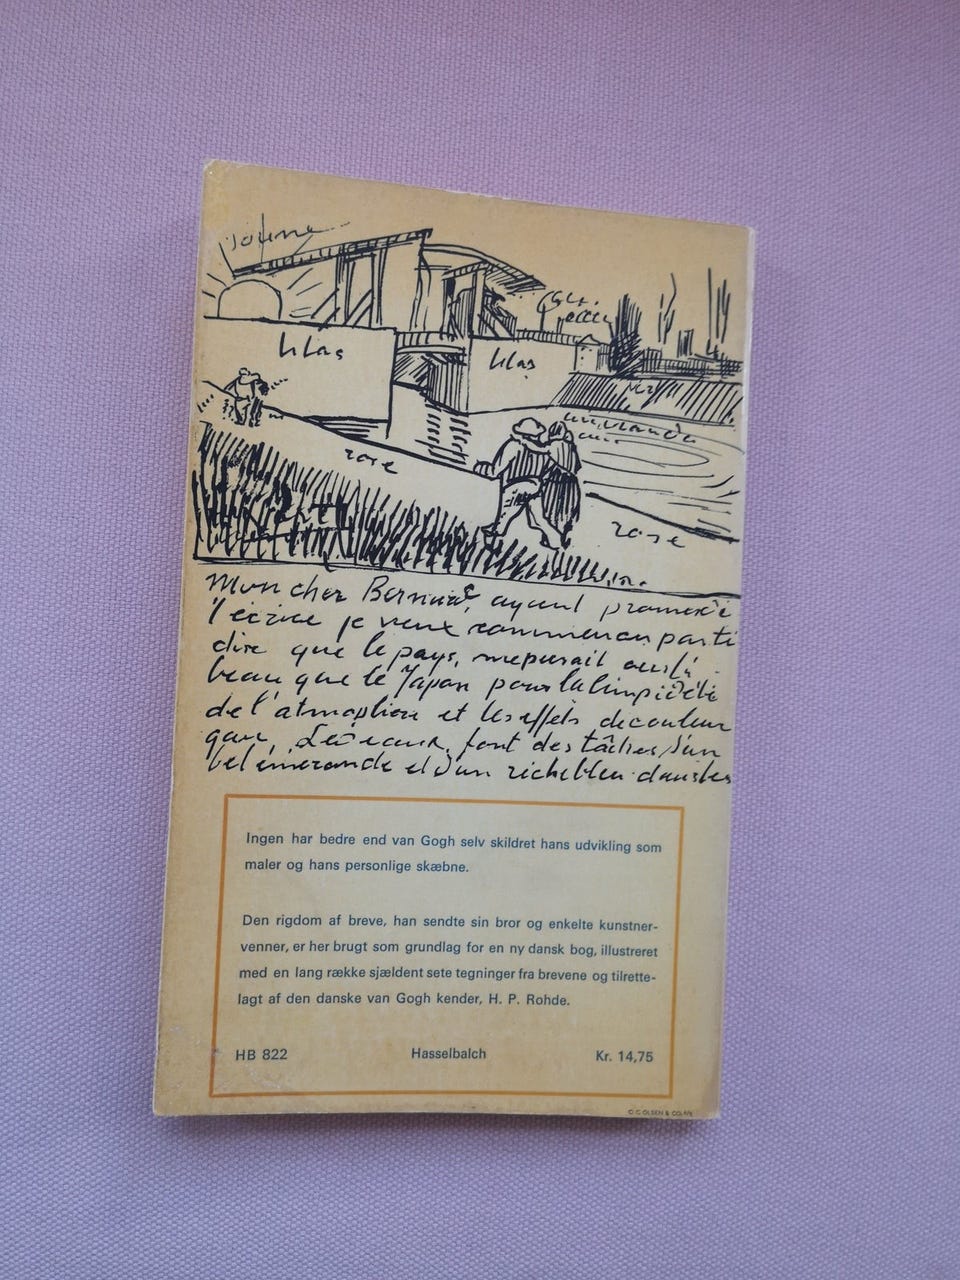 jaune
lilas
lilas
rose
rose
Mon cher Bernard, ayant promis de
t'écrire je veux commencer par te
dire que le pays me parait aussi
beau que le Japon pour la limpidité
de l'atmosphère et les effets de couleur
gaie. Les eaux font des tâches d'un
bel émeraude et d'un riche bleu dans les
Ingen har bedre end van Gogh selv skildret hans udvikling som
maler og hans personlige skæbne.
Den rigdom af breve, han sendte sin bror og enkelte kunstner-
venner, er her brugt som grundlag for en ny dansk bog, illustreret
med en lang række sjældent sete tegninger fra brevene og tilrette-
lagt af den danske van Gogh kender, H. P. Rohde.
HB 822 Hasselbalch Kr. 14,75